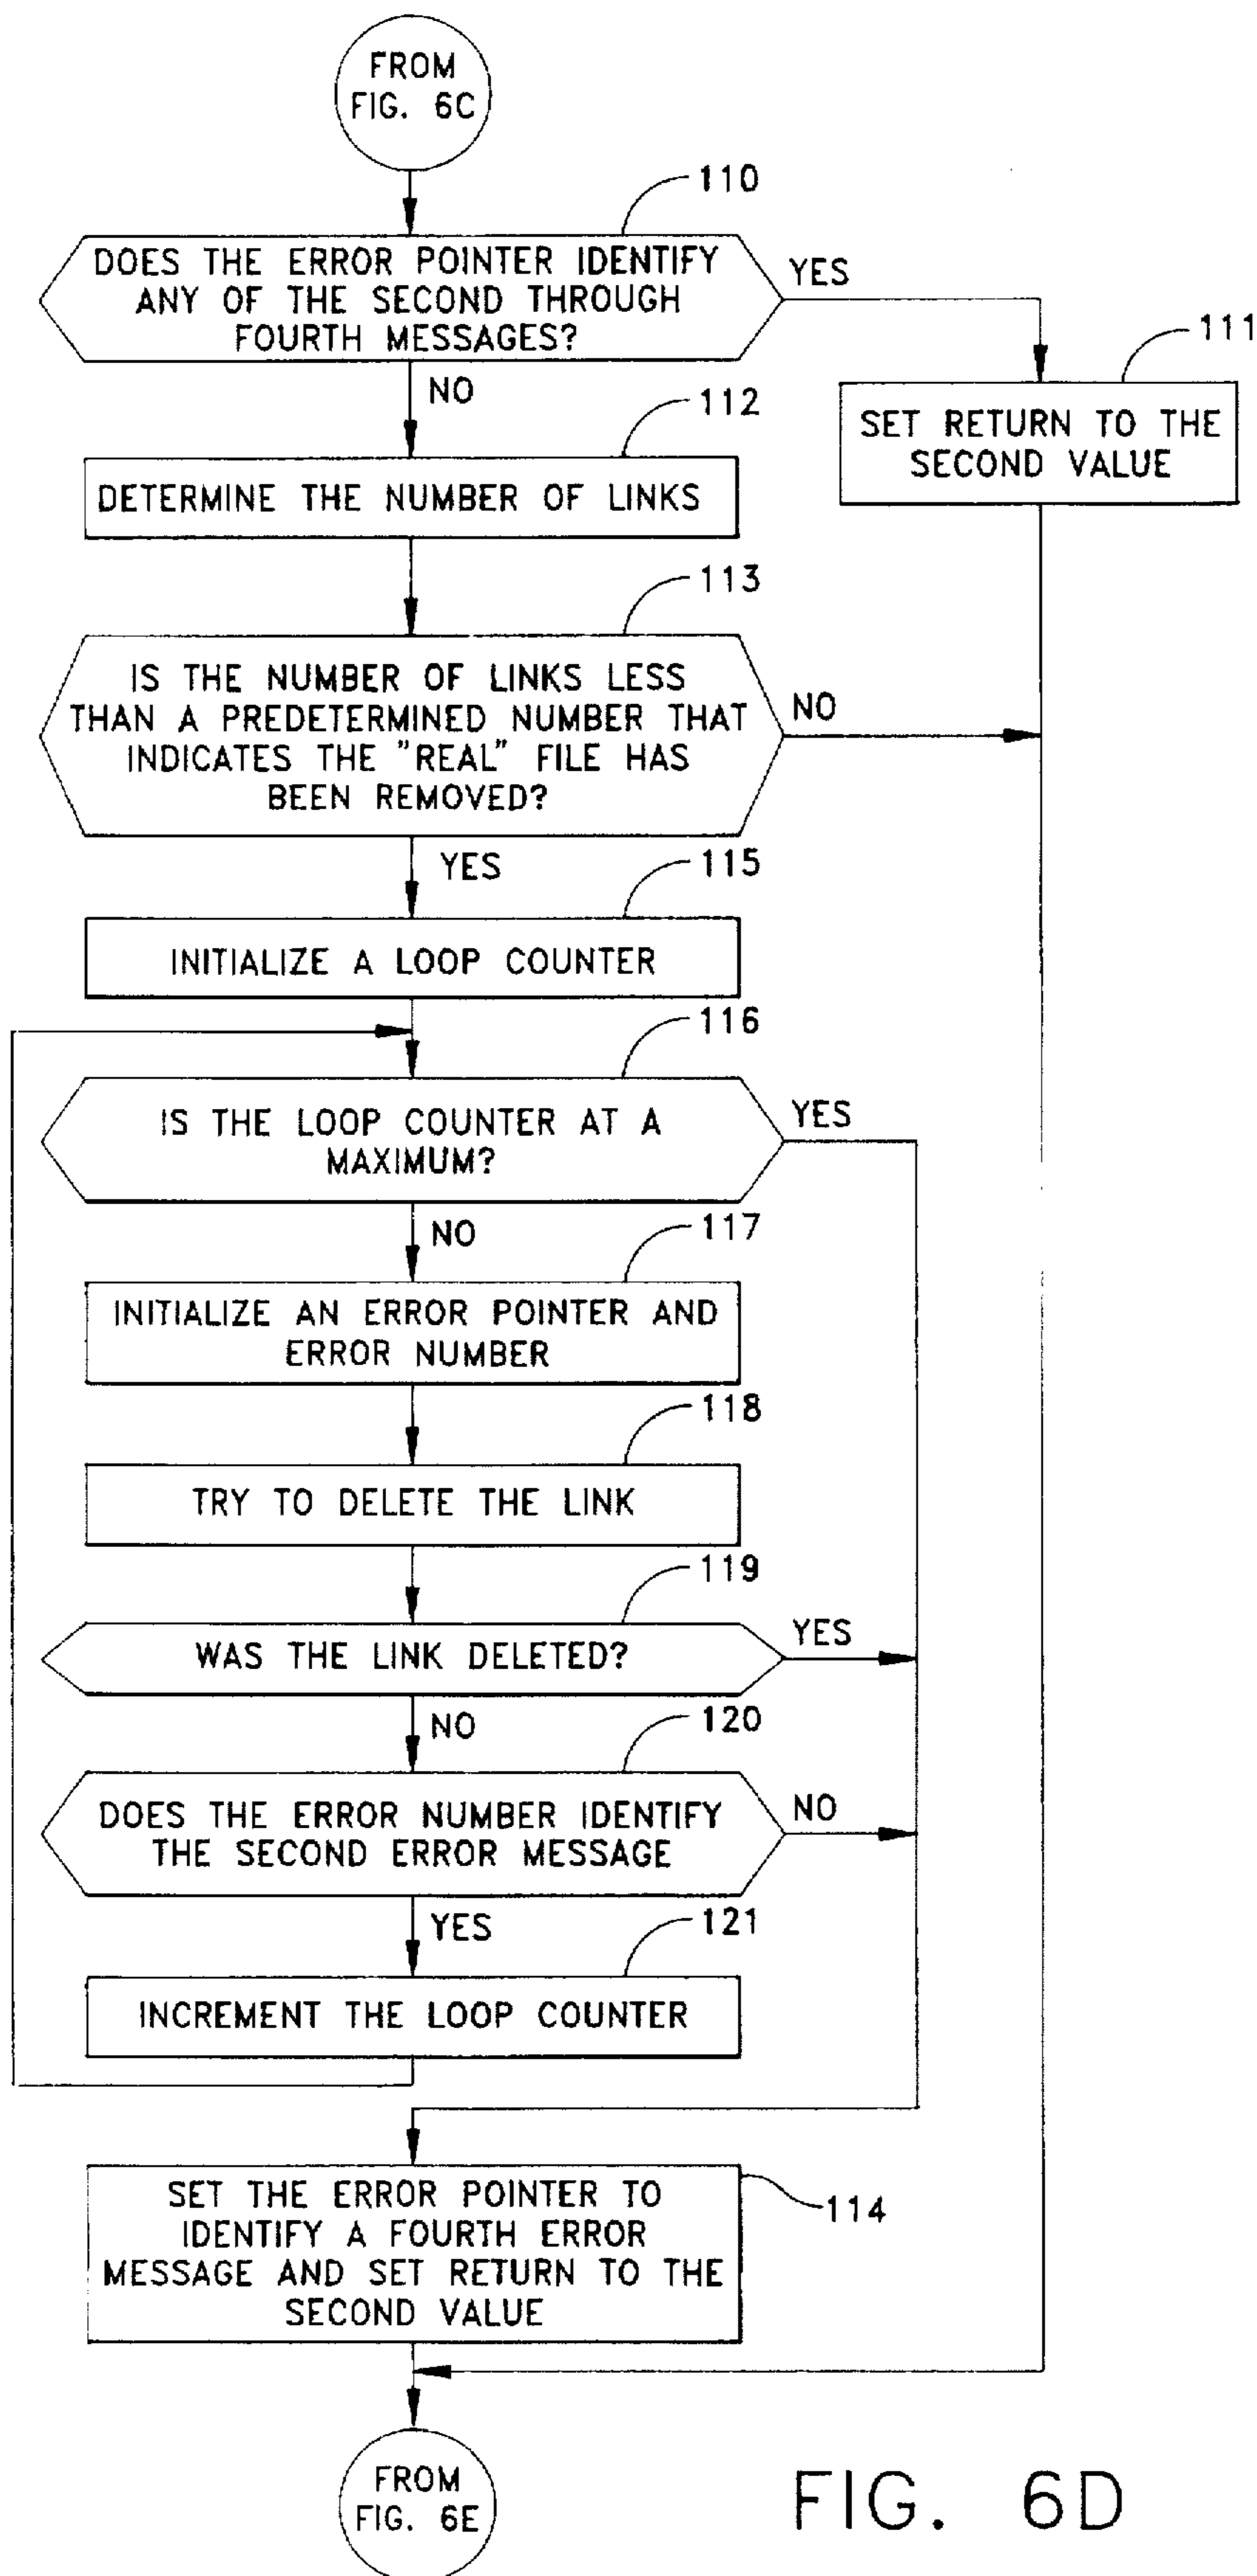 FROM
FIG. 6C
110
DOES THE ERROR POINTER IDENTIFY
ANY OF THE SECOND THROUGH
FOURTH MESSAGES?
YES
NO
111
SET RETURN TO THE
SECOND VALUE
112
DETERMINE THE NUMBER OF LINKS
113
IS THE NUMBER OF LINKS LESS
THAN A PREDETERMINED NUMBER THAT
INDICATES THE "REAL" FILE HAS
BEEN REMOVED?
NO
YES
115
INITIALIZE A LOOP COUNTER
116
IS THE LOOP COUNTER AT A
MAXIMUM?
YES
NO
117
INITIALIZE AN ERROR POINTER AND
ERROR NUMBER
118
TRY TO DELETE THE LINK
119
WAS THE LINK DELETED?
YES
NO
120
DOES THE ERROR NUMBER IDENTIFY
THE SECOND ERROR MESSAGE
NO
YES
121
INCREMENT THE LOOP COUNTER
SET THE ERROR POINTER TO
IDENTIFY A FOURTH ERROR
MESSAGE AND SET RETURN TO THE
SECOND VALUE
114
FROM
FIG. 6E
FIG. 6D